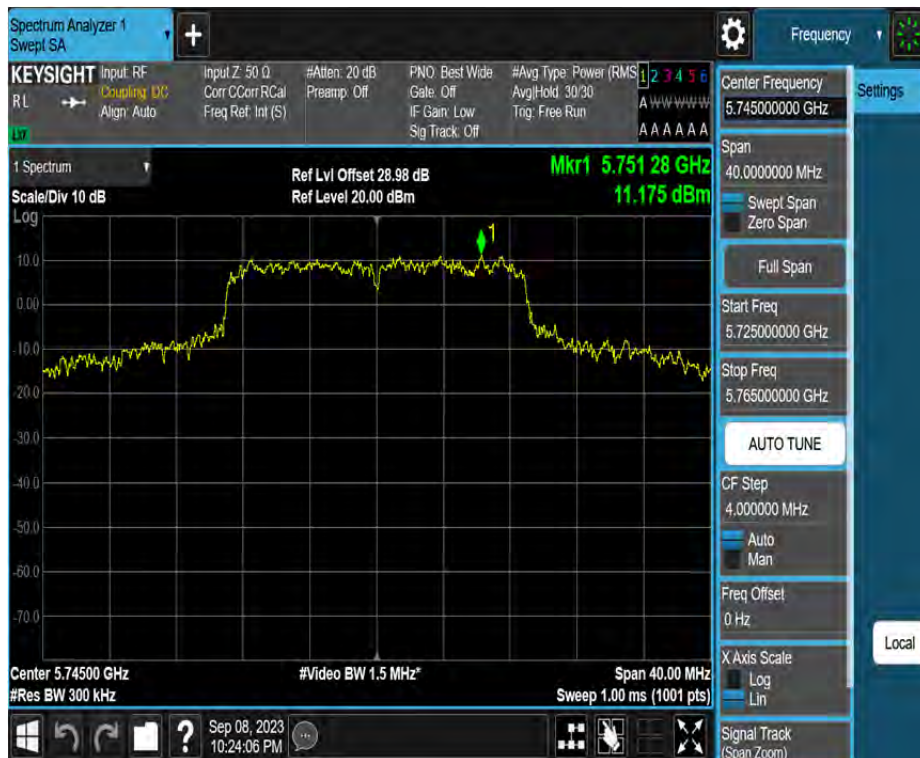 Spectrum Analyzer 1
Swept SA
+
Frequency
KEYSIGHT
RL
LXI
Input: RF
Coupling: DC
Align: Auto
Input Z: 50 Ω
Corr CCorr RCal
Freq Ref: Int (S)
#Atten: 20 dB
Preamp: Off
PNO: Best Wide
Gate: Off
IF Gain: Low
Sig Track: Off
#Avg Type: Power (RMS
Avg|Hold: 30/30
Trig: Free Run
1 2 3 4 5 6
A W W W W W
A A A A A A
Center Frequency
5.745000000 GHz
Settings
1 Spectrum
Scale/Div 10 dB
Ref Lvl Offset 28.98 dB
Ref Level 20.00 dBm
Mkr1 5.751 28 GHz
11.175 dBm
Log
1
10.0
0.00
-10.0
-20.0
-30.0
-40.0
-50.0
-60.0
-70.0
Center 5.74500 GHz
#Res BW 300 kHz
#Video BW 1.5 MHz*
Span 40.00 MHz
Sweep 1.00 ms (1001 pts)
Span
40.0000000 MHz
Swept Span
Zero Span
Full Span
Start Freq
5.725000000 GHz
Stop Freq
5.765000000 GHz
AUTO TUNE
CF Step
4.000000 MHz
Auto
Man
Freq Offset
0 Hz
X Axis Scale
Log
Lin
Signal Track
(Span Zoom)
Local
?
Sep 08, 2023
10:24:06 PM